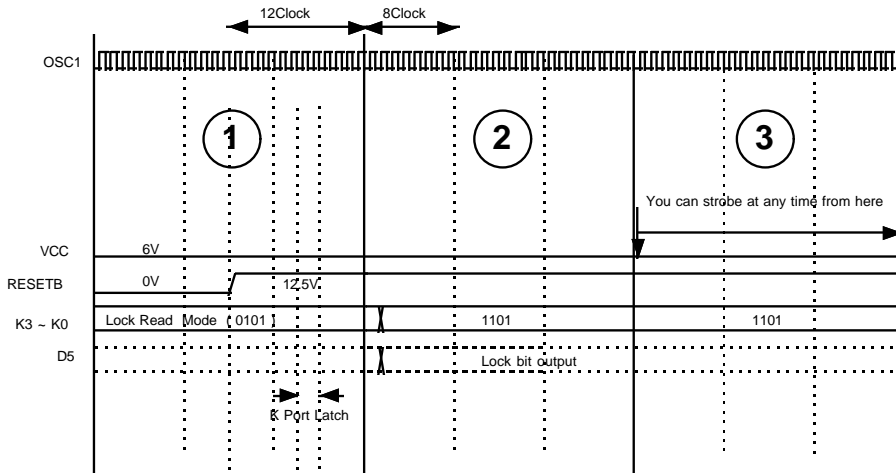 12Clock
8Clock
OSC1
1
2
3
You can strobe at any time from here
VCC
6V
RESETB
0V
12.5V
K3 ~ K0
Lock Read Mode ( 0101 )
1101
1101
D5
Lock bit output
K Port Latch